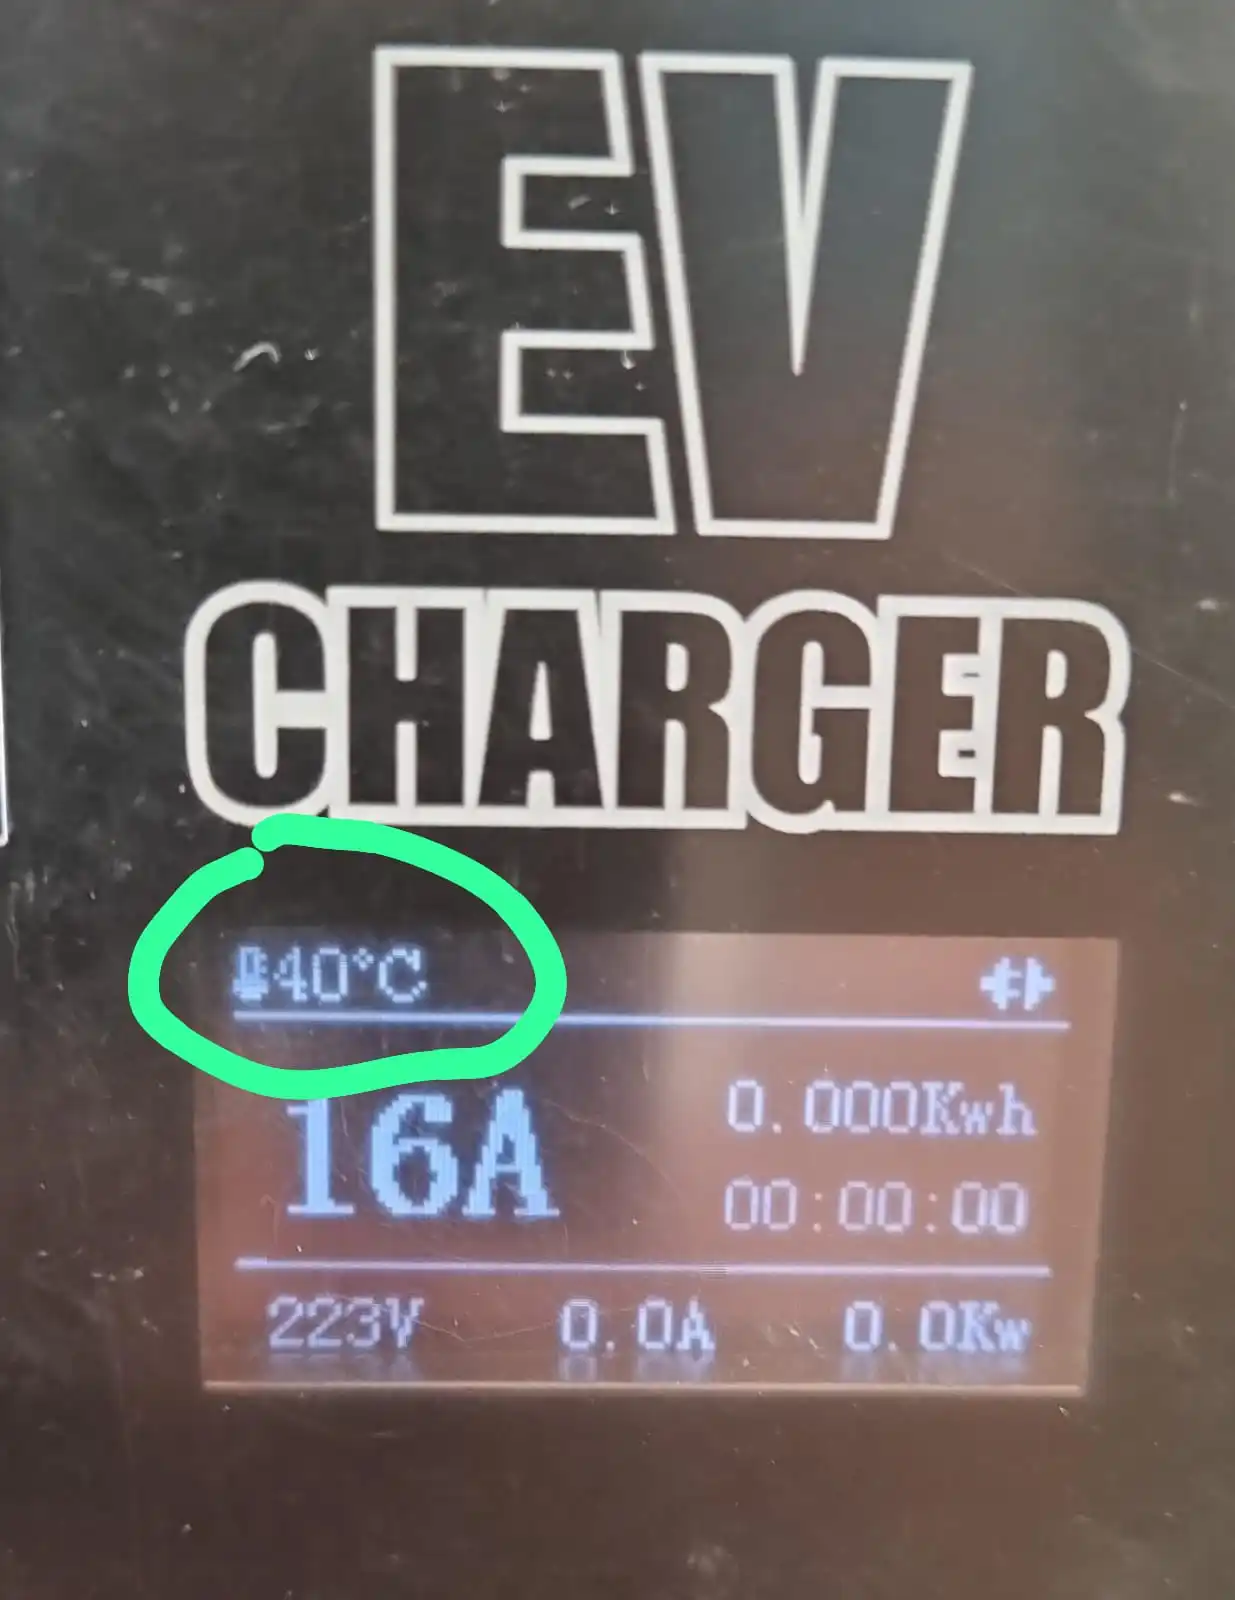 EV
CHARGER
40°C
16A
0.000Kwh
00:00:00
223V 0.0A 0.0Kw